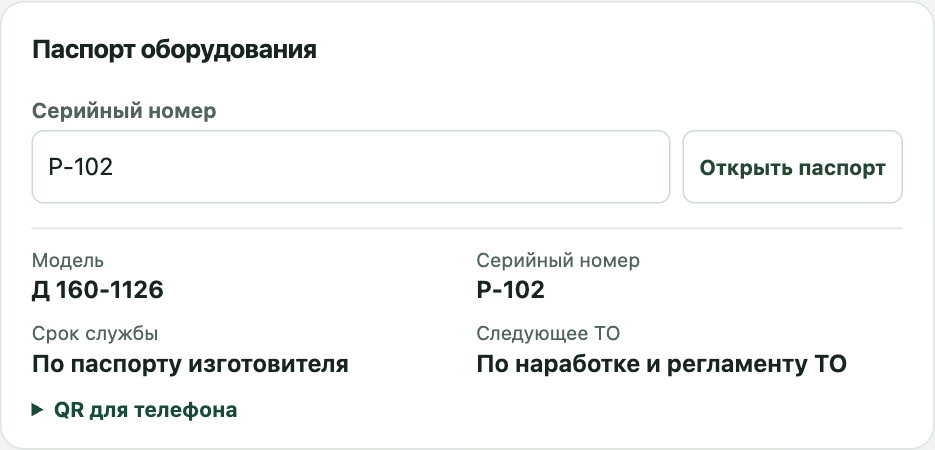 Паспорт оборудования
Серийный номер
Р-102
Открыть паспорт
Модель
Серийный номер
Д 160-1126
Р-102
Срок службы
Следующее ТО
По паспорту изготовителя
По наработке и регламенту ТО
QR для телефона